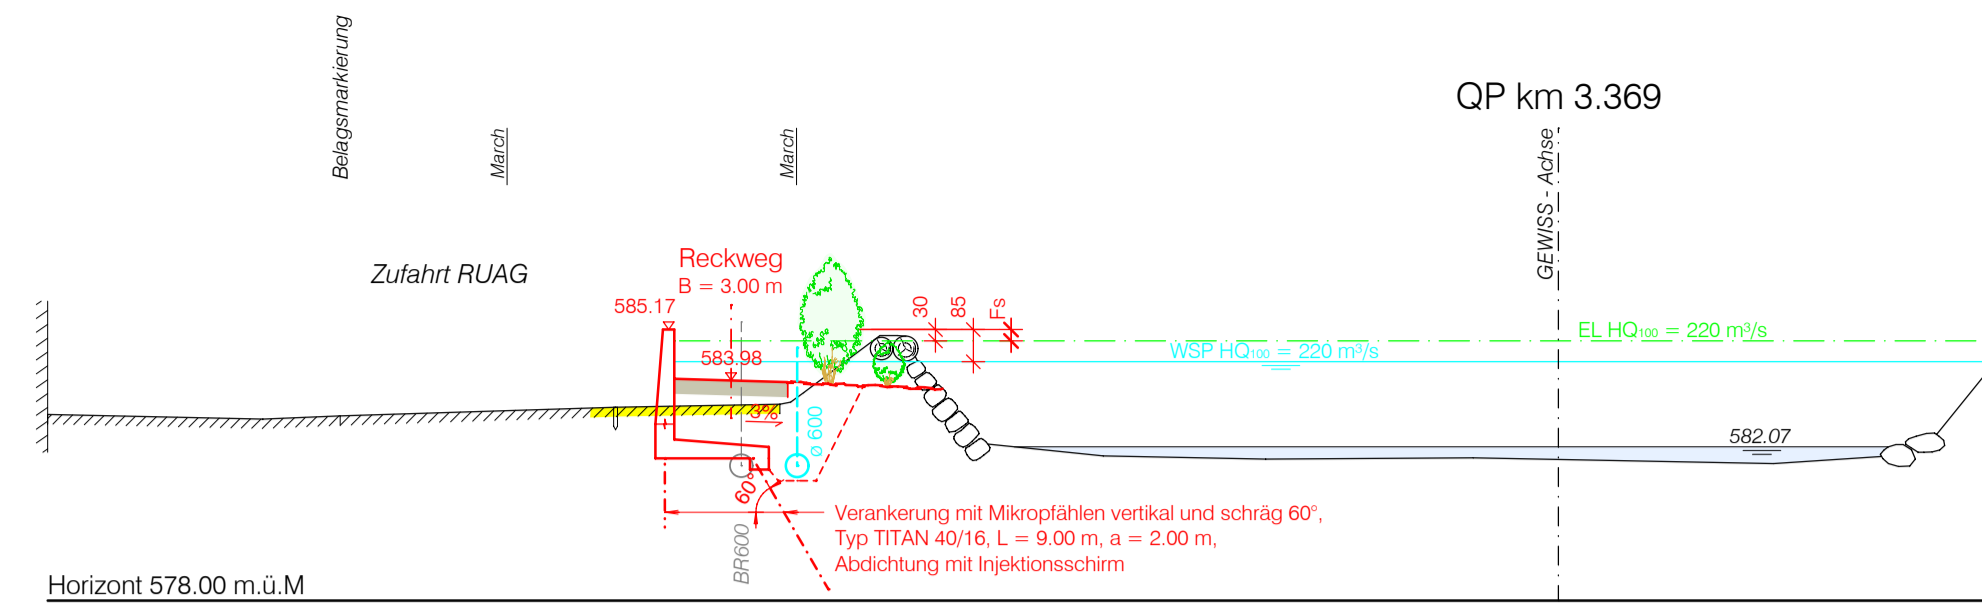 Belagsmarkierung
March
March
QP km 3.369
GEWISS - Achse
Zufahrt RUAG
Reckweg
B = 3.00 m
585.17
30
85
Fs
EL HQ₁₀₀ = 220 m³/s
WSP HQ₁₀₀ = 220 m³/s
583.98
3%
Ø 600
582.07
60°
BR600
Verankerung mit Mikropfählen vertikal und schräg 60°,
Typ TITAN 40/16, L = 9.00 m, a = 2.00 m,
Abdichtung mit Injektionsschirm
Horizont 578.00 m.ü.M